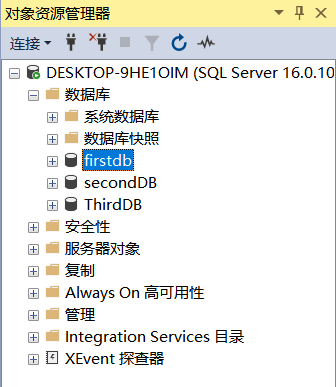 对象资源管理器
连接
DESKTOP-9HE1OIM (SQL Server 16.0.10
数据库
系统数据库
数据库快照
firstdb
secondDB
ThirdDB
安全性
服务器对象
复制
Always On 高可用性
管理
Integration Services 目录
XEvent 探查器